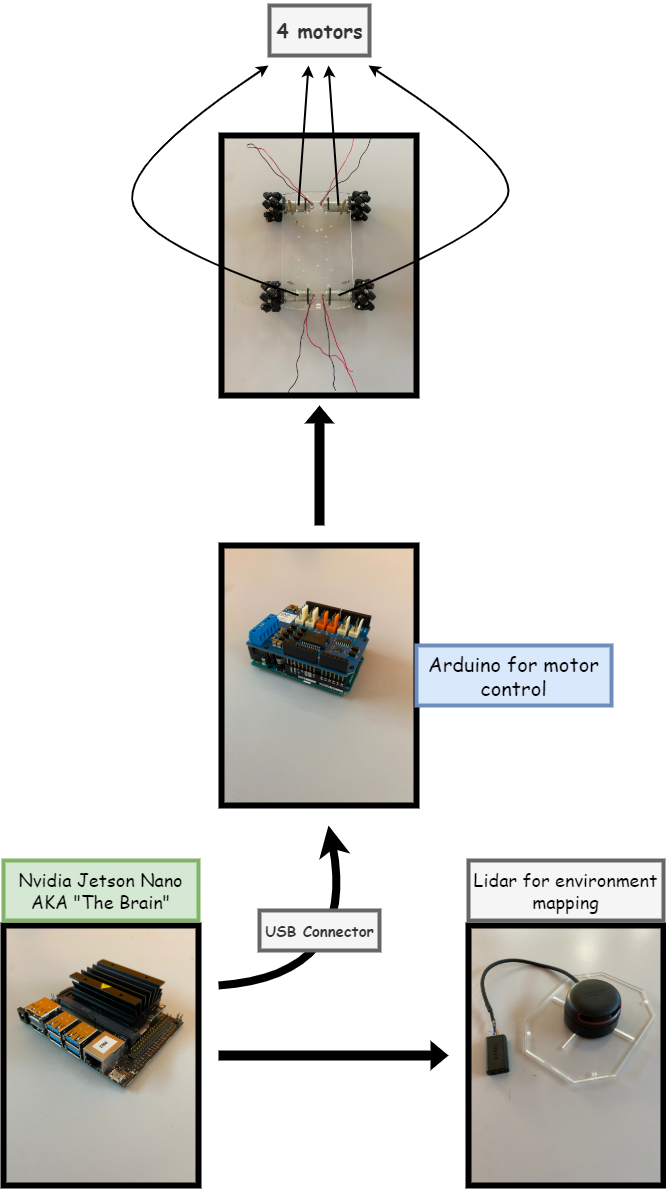 4 motors
Arduino for motor
control
Nvidia Jetson Nano
AKA "The Brain"
USB Connector
Lidar for environment
mapping